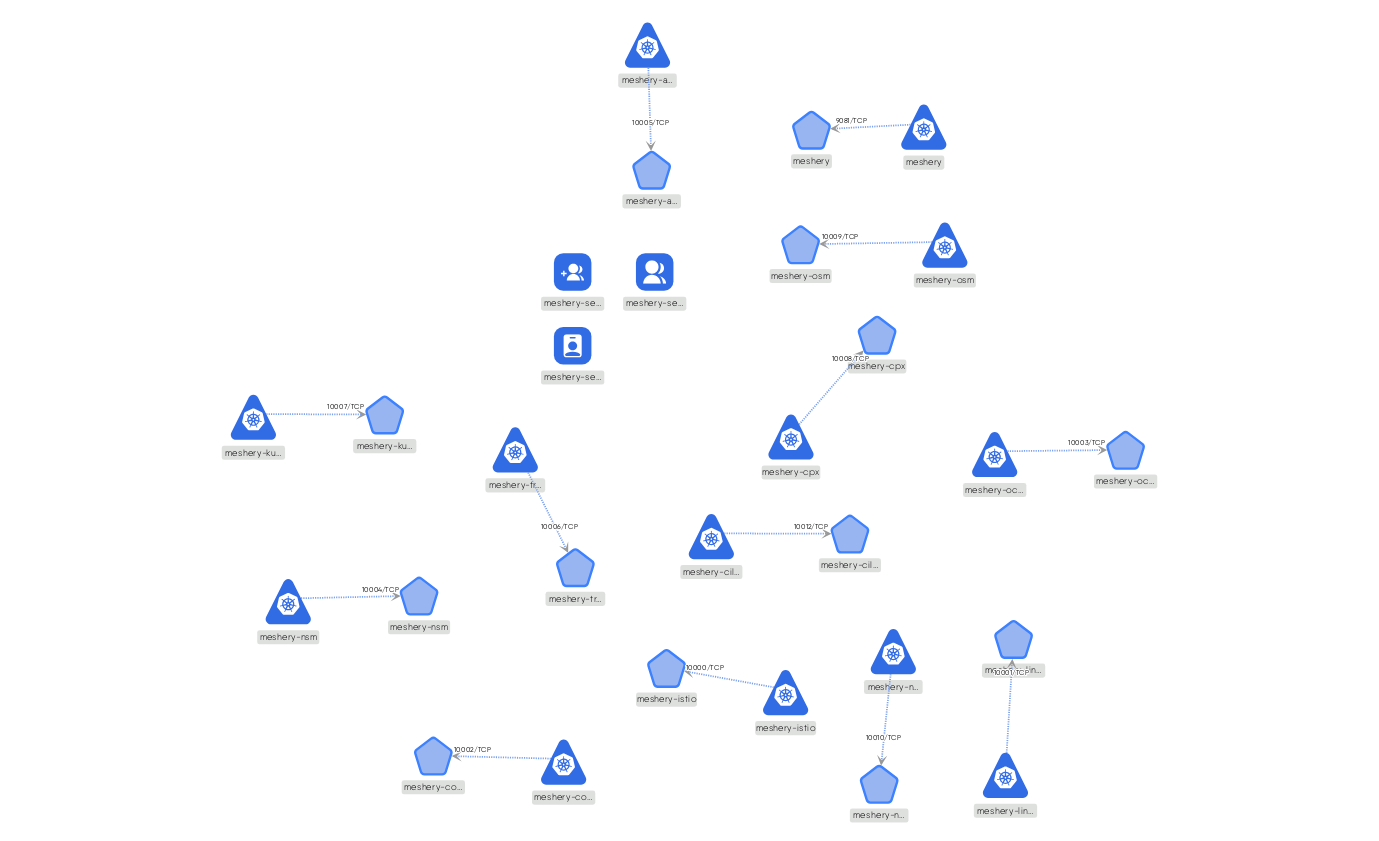 meshery-a...
10005/TCP
meshery-a...
9081/TCP
meshery
meshery
10009/TCP
meshery-osm
meshery-osm
meshery-se...
meshery-se...
meshery-se...
10008/TCP
meshery-cpx
meshery-cpx
10007/TCP
meshery-ku...
meshery-ku...
meshery-fr...
10006/TCP
meshery-fr...
10003/TCP
meshery-oc...
meshery-oc...
10012/TCP
meshery-cil...
meshery-cil...
10004/TCP
meshery-nsm
meshery-nsm
10000/TCP
meshery-istio
meshery-istio
meshery-n...
10010/TCP
meshery-n...
meshery-lin...
10001/TCP
meshery-lin...
10002/TCP
meshery-co...
meshery-co...